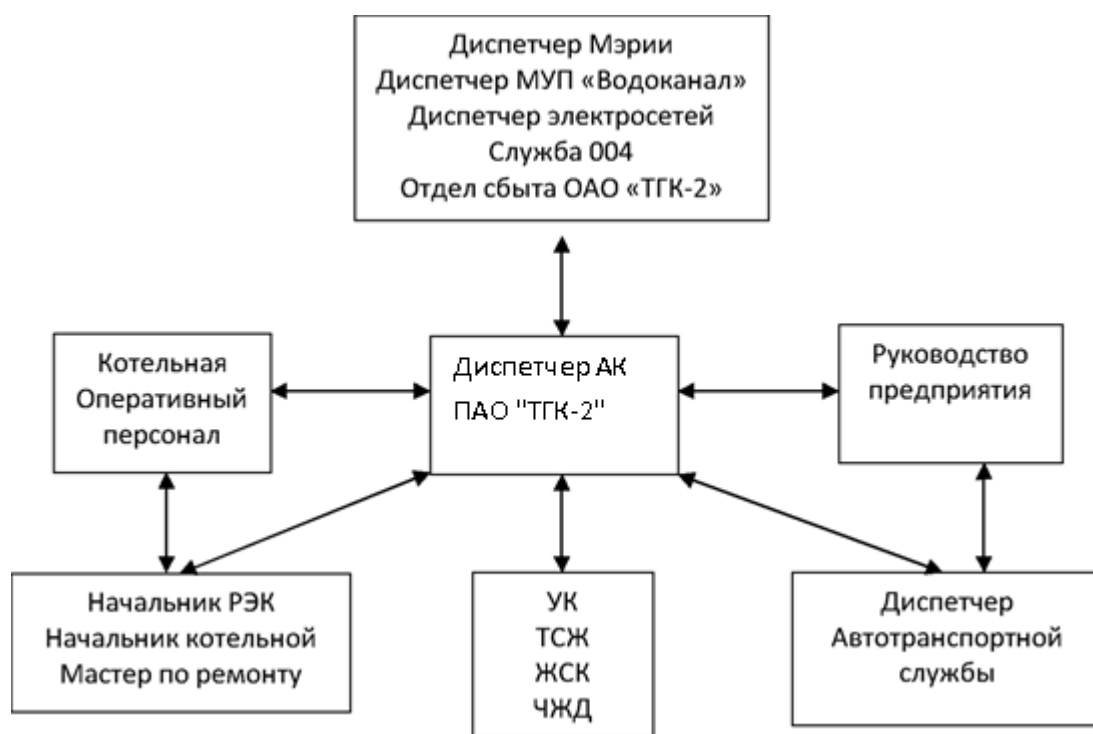 Диспетчер Мэрии
Диспетчер МУП «Водоканал»
Диспетчер электросетей
Служба 004
Отдел сбыта ОАО «ТГК-2»
Котельная
Оперативный
персонал
Диспетчер АК
ПАО "ТГК-2"
Руководство
предприятия
Начальник РЭК
Начальник котельной
Мастер по ремонту
УК
ТСЖ
ЖСК
ЧЖД
Диспетчер
Автотранспортной
службы